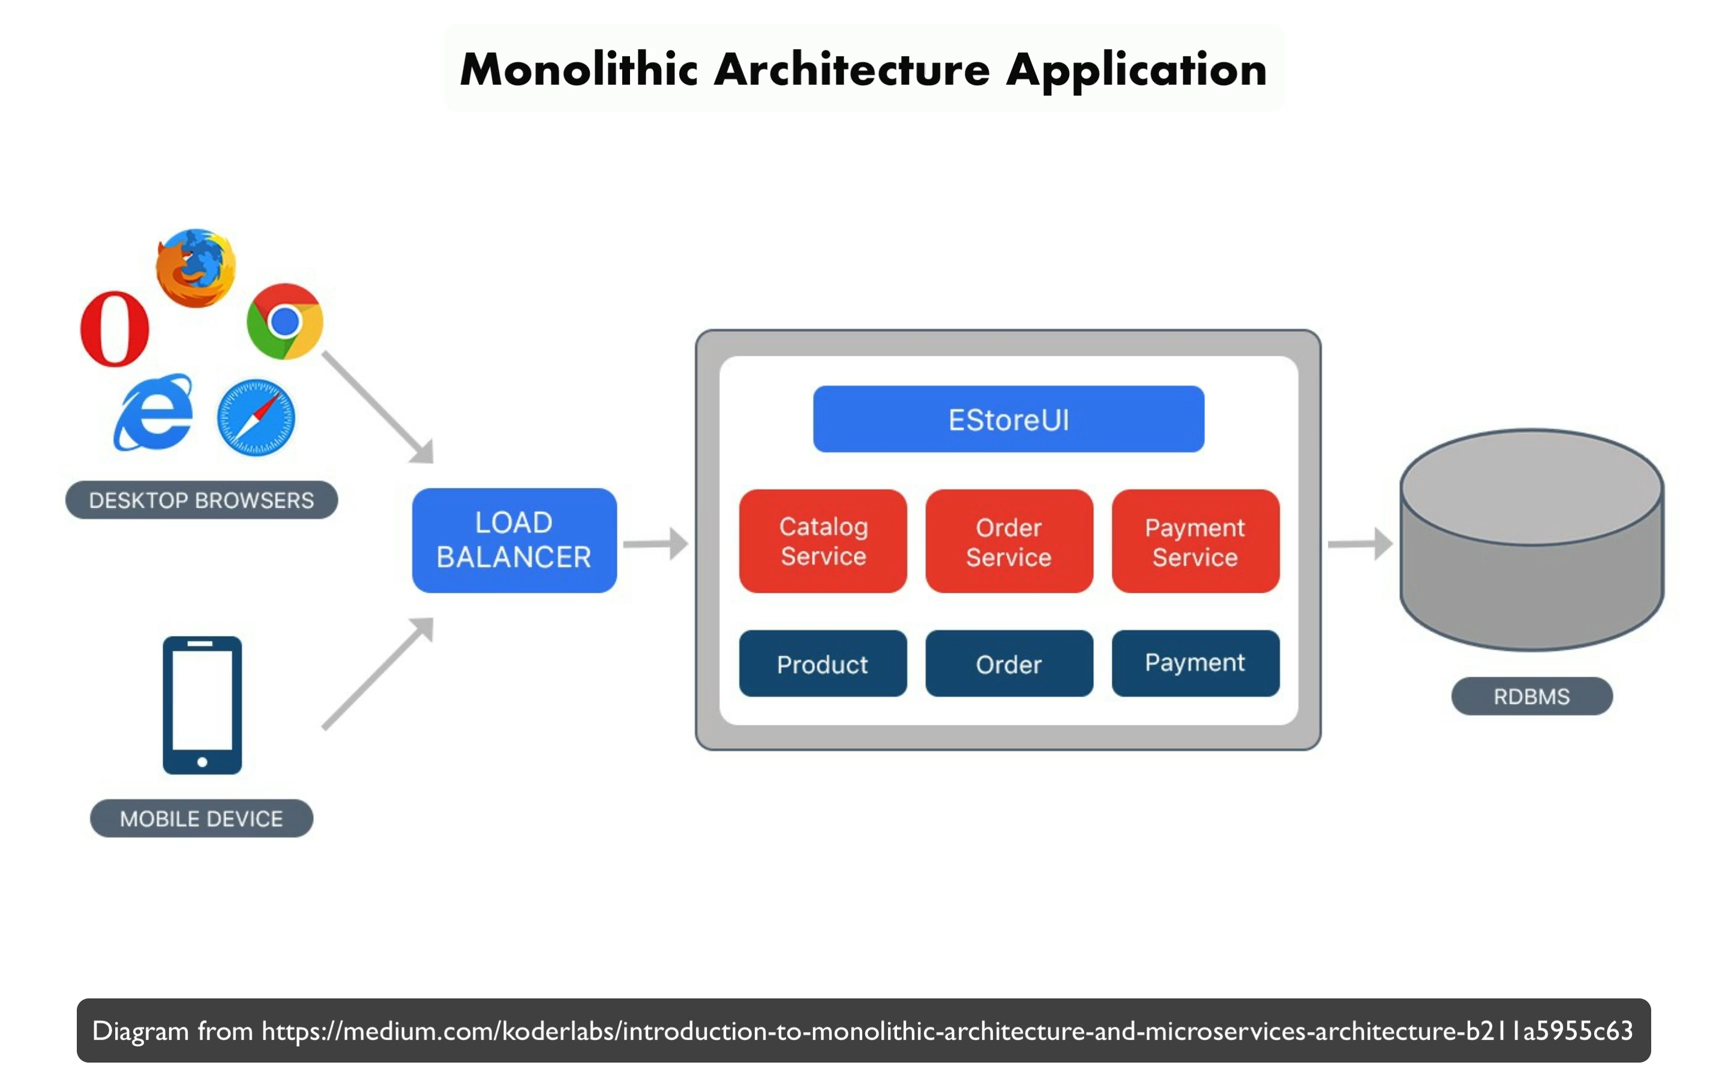 Monolithic Architecture Application
DESKTOP BROWSERS
MOBILE DEVICE
LOAD
BALANCER
EStoreUI
Catalog
Service
Order
Service
Payment
Service
Product
Order
Payment
RDBMS
Diagram from https://medium.com/koderlabs/introduction-to-monolithic-architecture-and-microservices-architecture-b211a5955c63